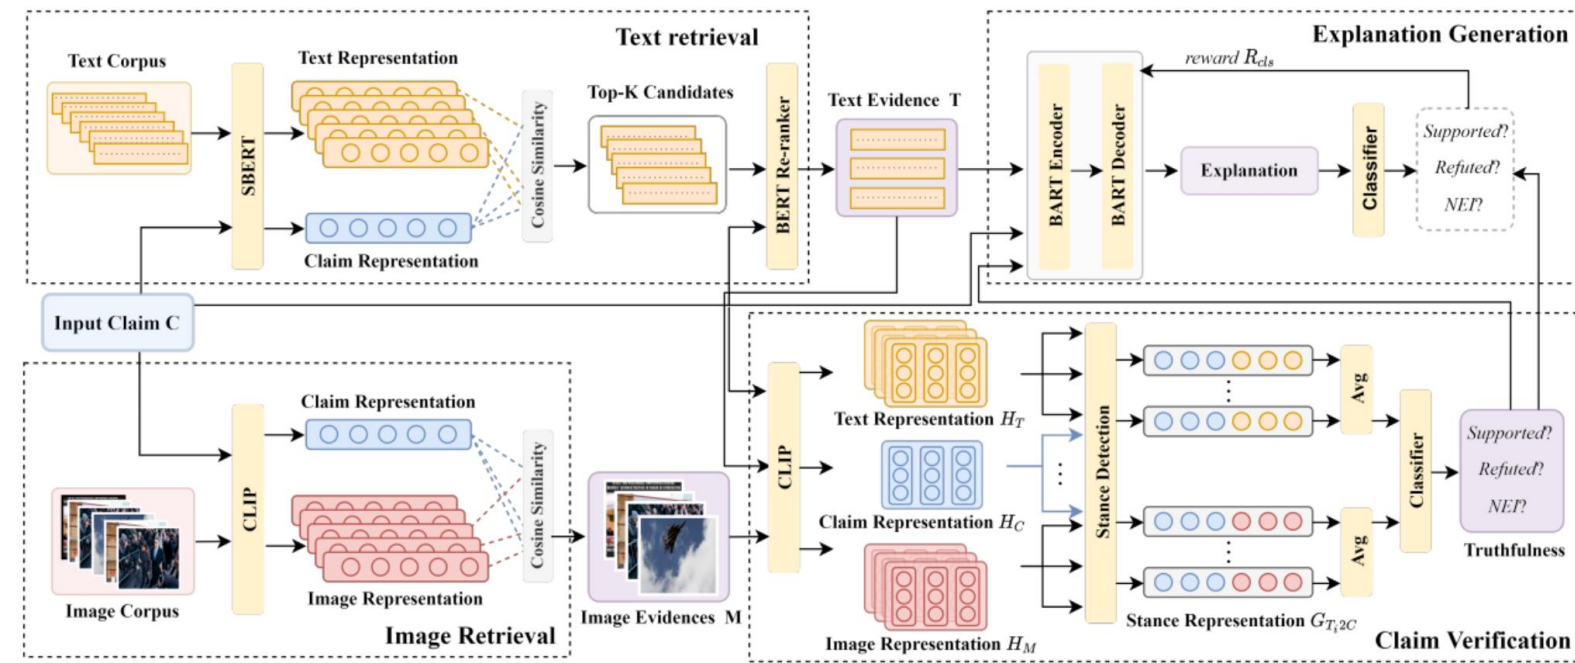 Text retrieval
Text Corpus
SBERT
Text Representation
Claim Representation
Cosine Similarity
Top-K Candidates
BERT Re-ranker
Text Evidence T
Explanation Generation
reward R_cls
BART Encoder
BART Decoder
Explanation
Classifier
Supported?
Refuted?
NEI?
Input Claim C
Claim Representation
CLIP
Image Corpus
Image Representation
Cosine Similarity
Image Retrieval
Image Evidences M
CLIP
Text Representation H_T
Claim Representation H_C
Image Representation H_M
Stance Detection
Avg
Avg
Stance Representation G_{T_i2C}
Classifier
Supported?
Refuted?
NEI?
Truthfulness
Claim Verification